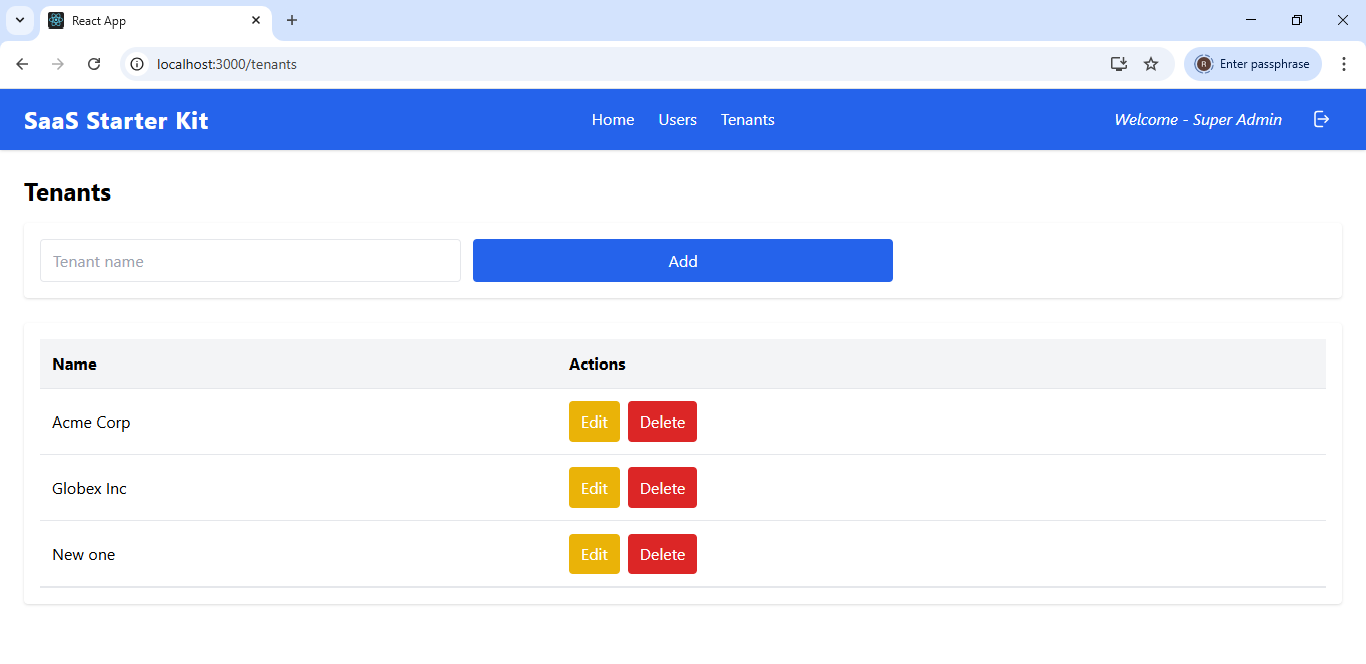 React App
localhost:3000/tenants
R Enter passphrase
SaaS Starter Kit Home Users Tenants Welcome - Super Admin
Tenants
Tenant name Add
Name Actions
Acme Corp Edit Delete
Globex Inc Edit Delete
New one Edit Delete